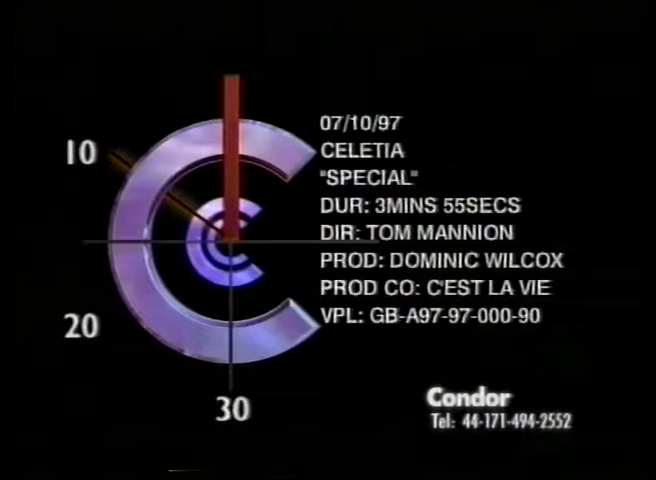 07/10/97
10
CELETIA
"SPECIAL"
DUR: 3MINS 55SECS
DIR: TOM MANNION
PROD: DOMINIC WILCOX
PROD CO: C'EST LA VIE
VPL: GB-A97-97-000-90
20
30
Condor
Tel: 44-171-494-2552